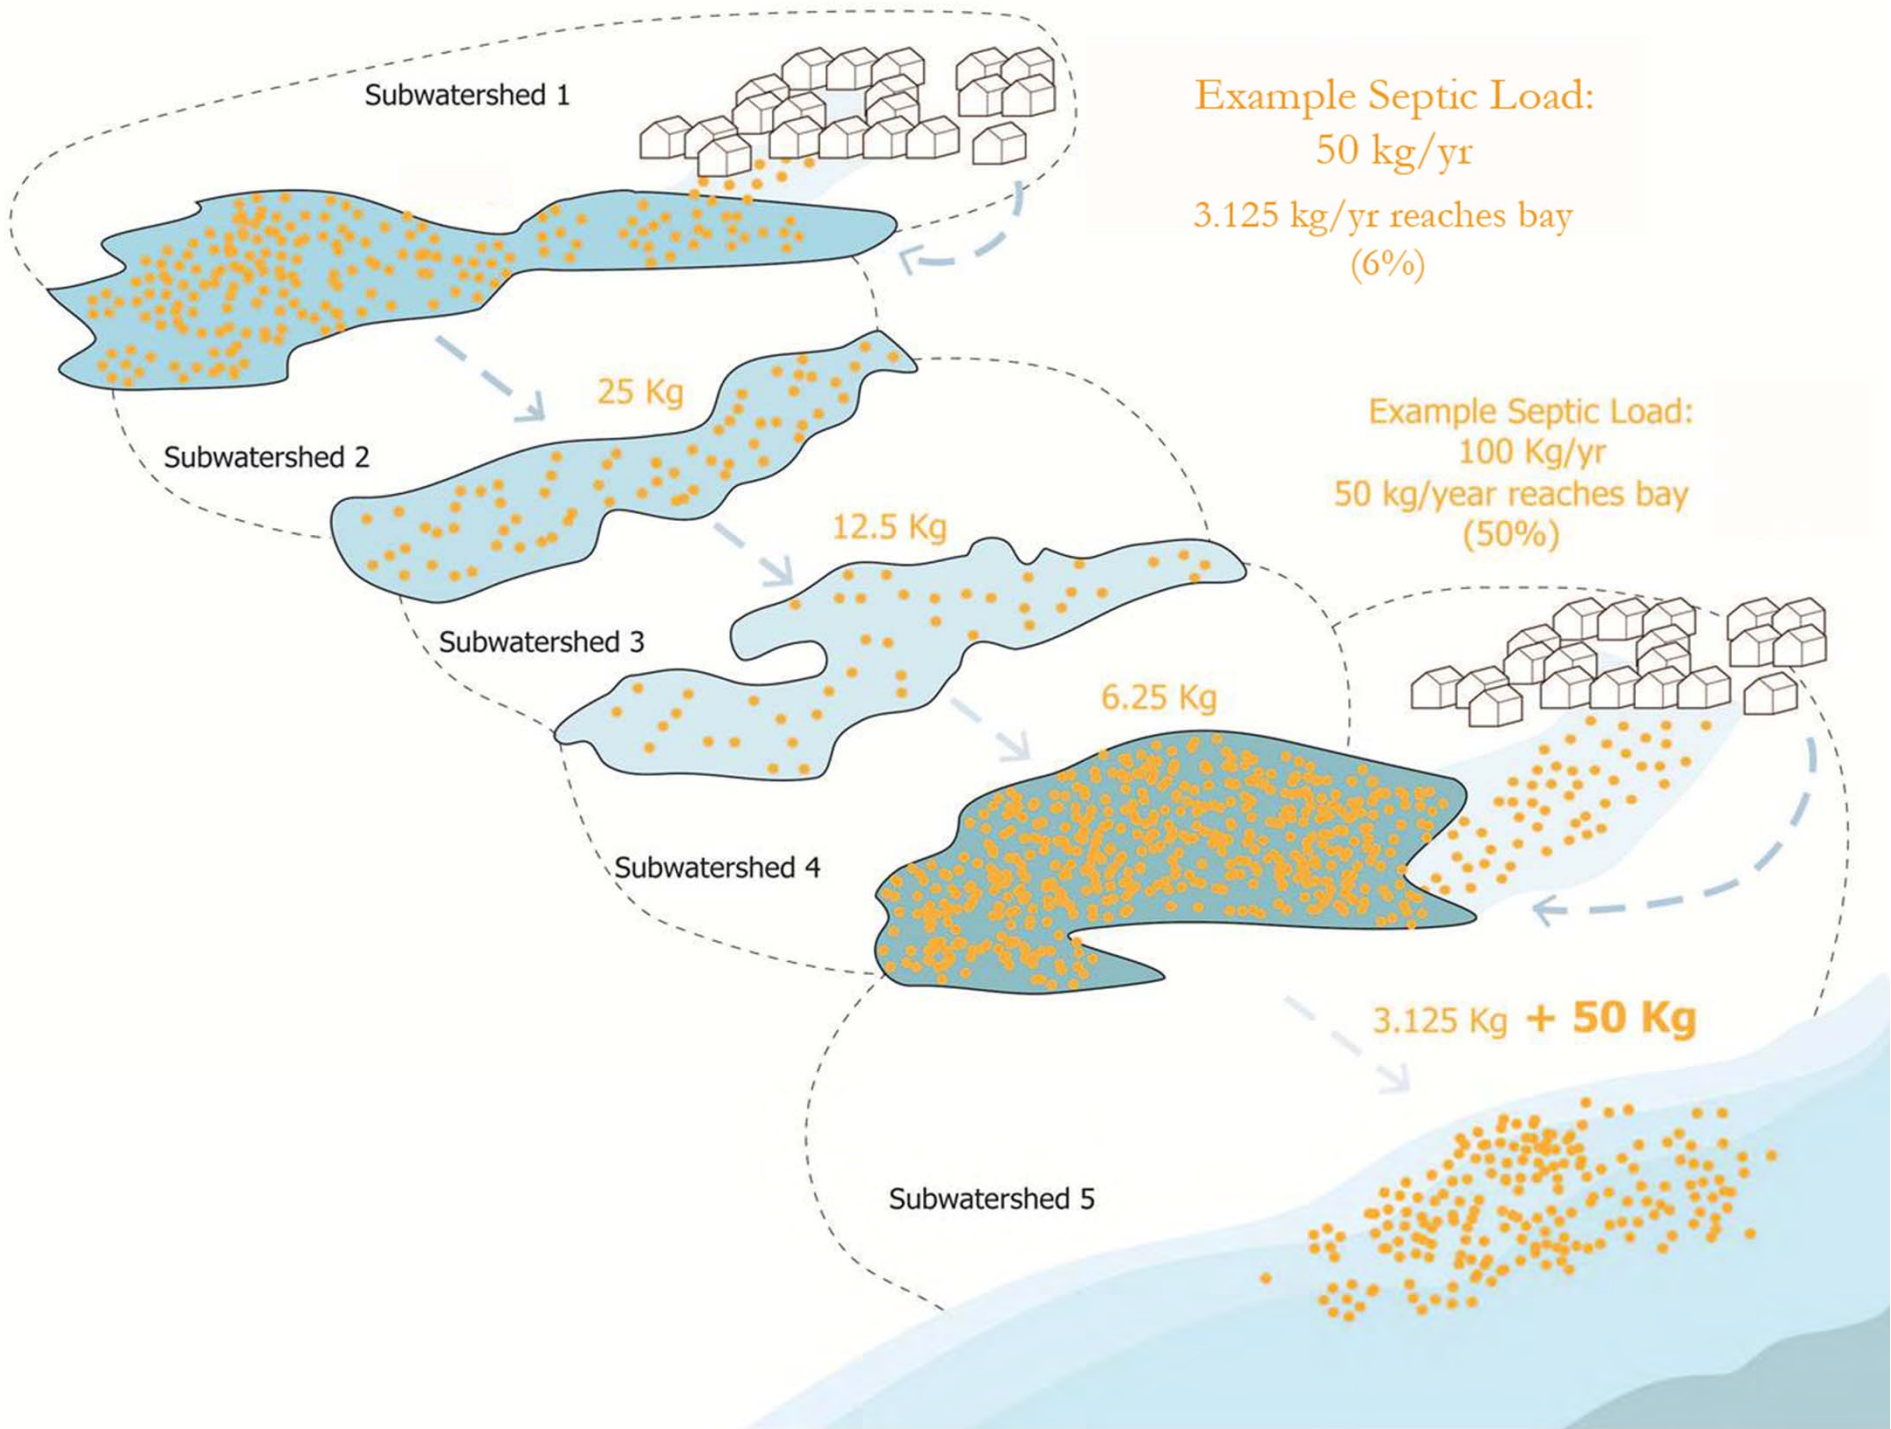 Subwatershed 1
Example Septic Load:
50 kg/yr
3.125 kg/yr reaches bay
(6%)
25 Kg
Subwatershed 2
Example Septic Load:
100 Kg/yr
50 kg/year reaches bay
(50%)
12.5 Kg
Subwatershed 3
6.25 Kg
Subwatershed 4
3.125 Kg + 50 Kg
Subwatershed 5